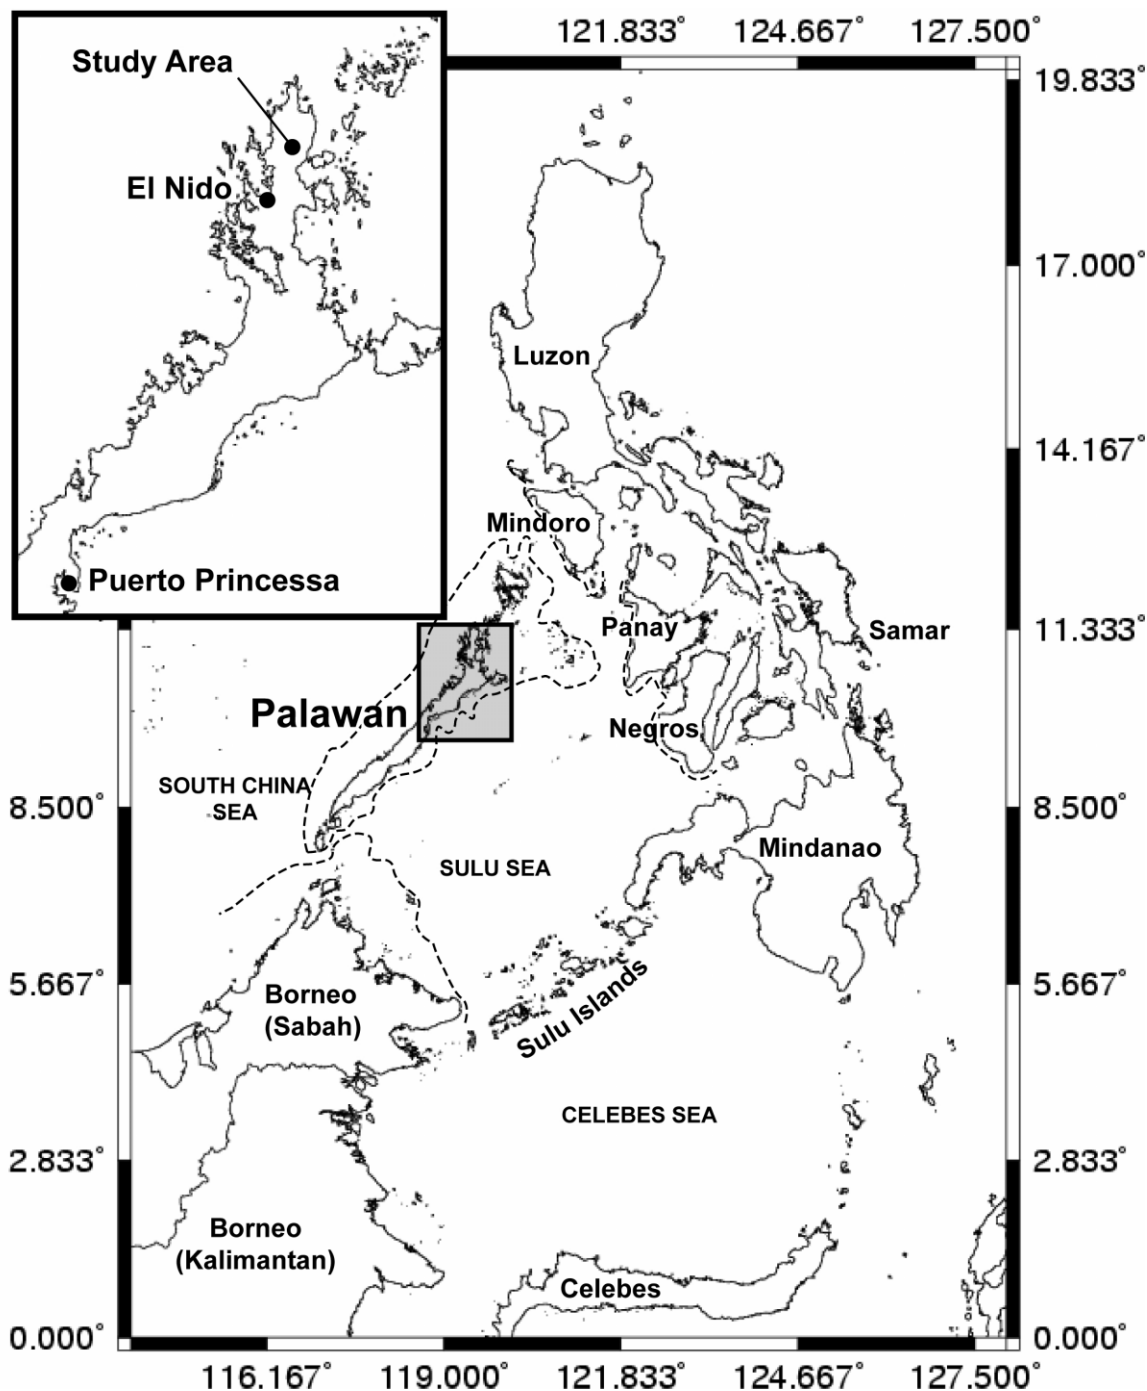 121.833° 124.667° 127.500°
Study Area
19.833°
El Nido
17.000°
Luzon
14.167°
Mindoro
Puerto Princessa
Panay
Samar
11.333°
Palawan
Negros
SOUTH CHINA
SEA
8.500°
8.500°
Mindanao
SULU SEA
5.667°
5.667°
Borneo
(Sabah)
Sulu Islands
CELEBES SEA
2.833°
2.833°
Borneo
(Kalimantan)
Celebes
0.000°
0.000°
116.167° 119.000° 121.833° 124.667° 127.500°